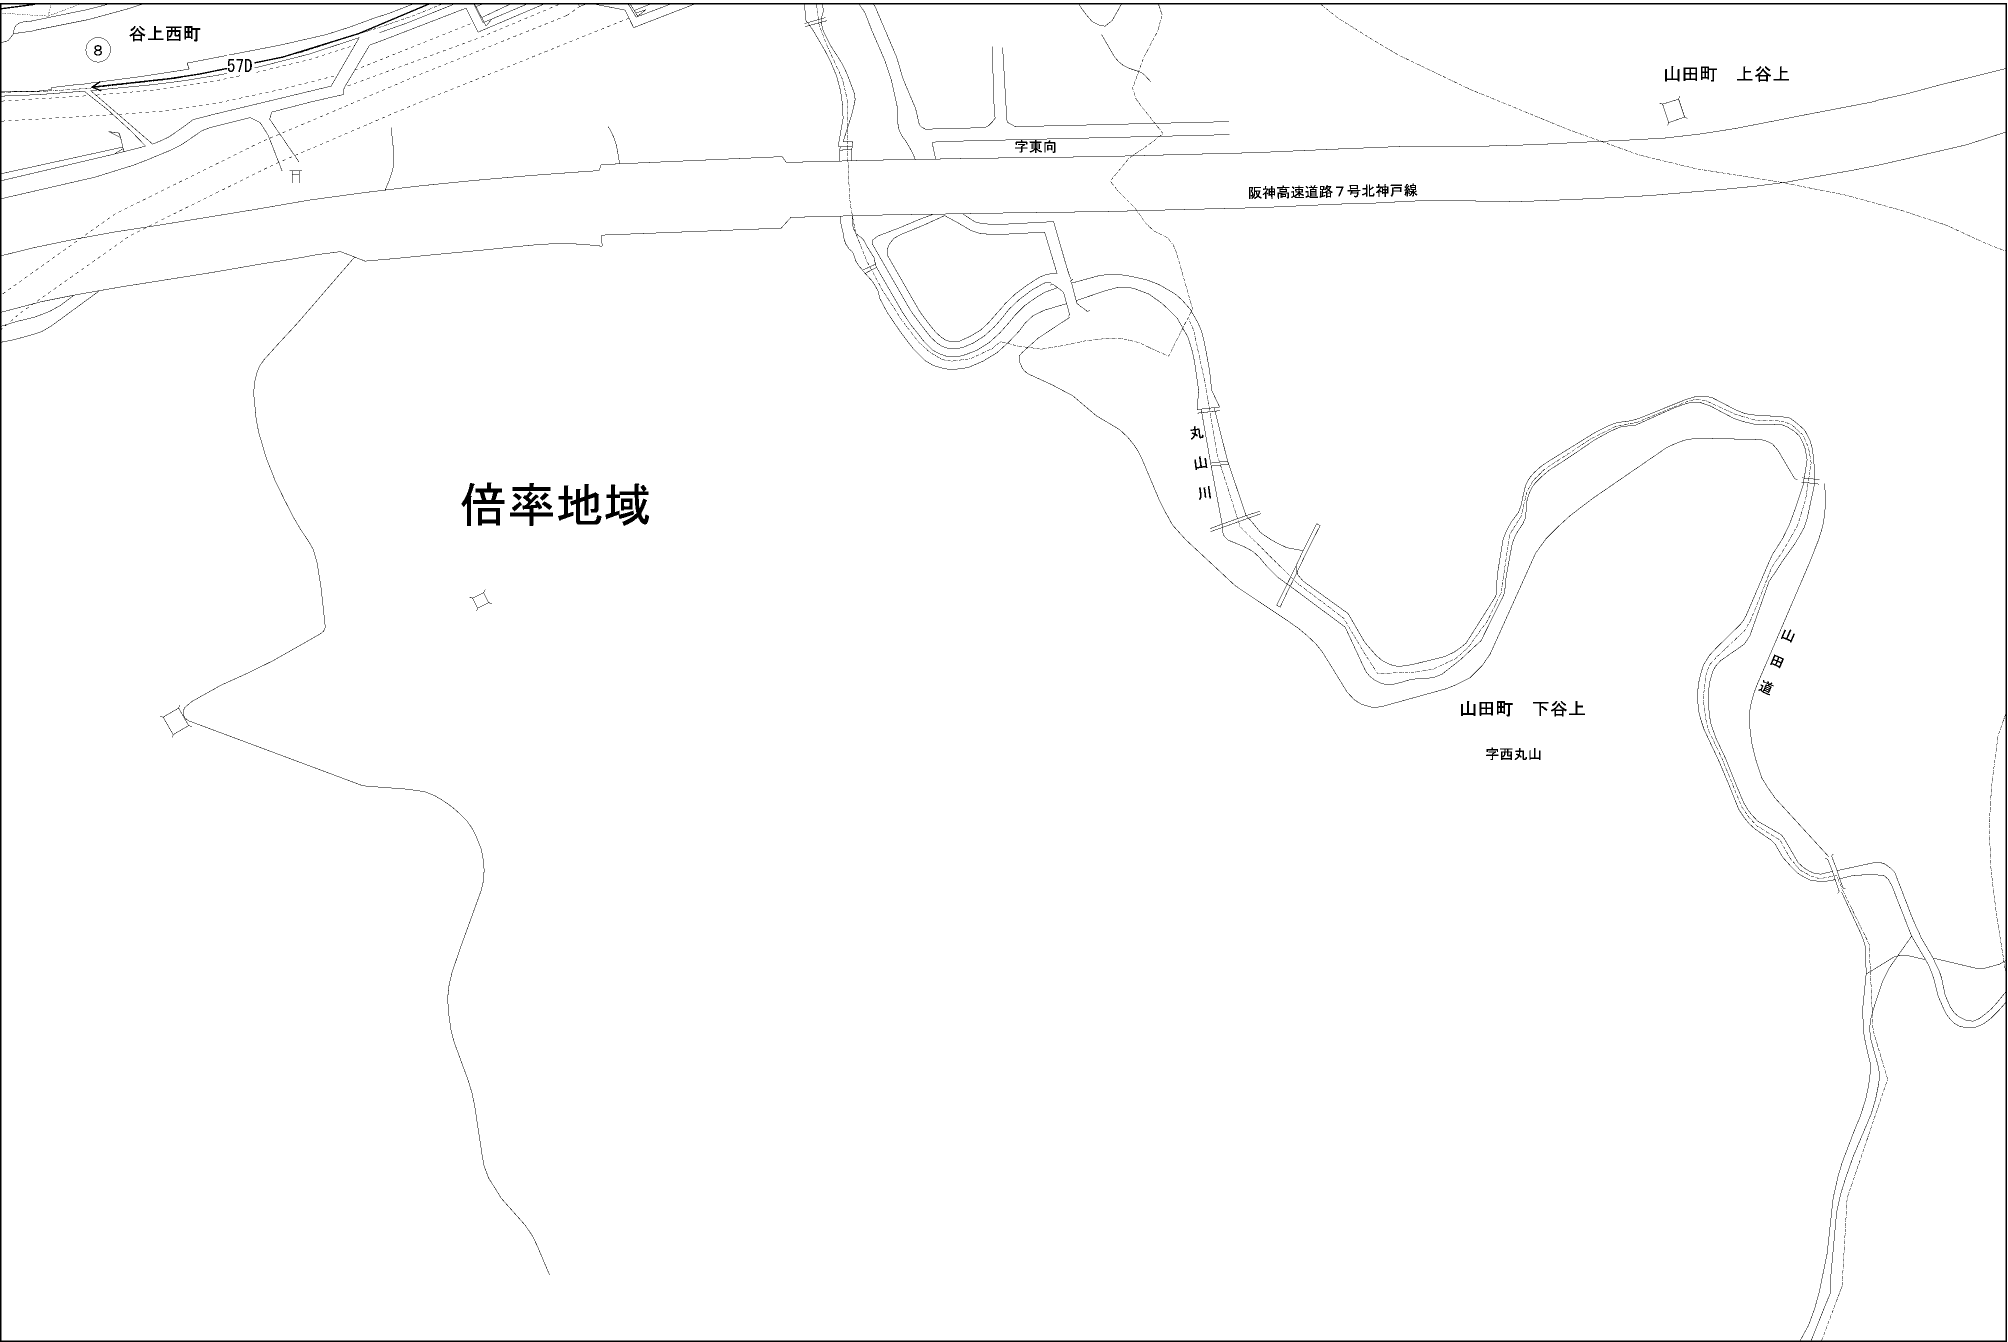 谷上西町
8
57D
山田町　上谷上
字東向
阪神高速道路７号北神戸線
丸山川
倍率地域
山田道
山田町　下谷上
字西丸山